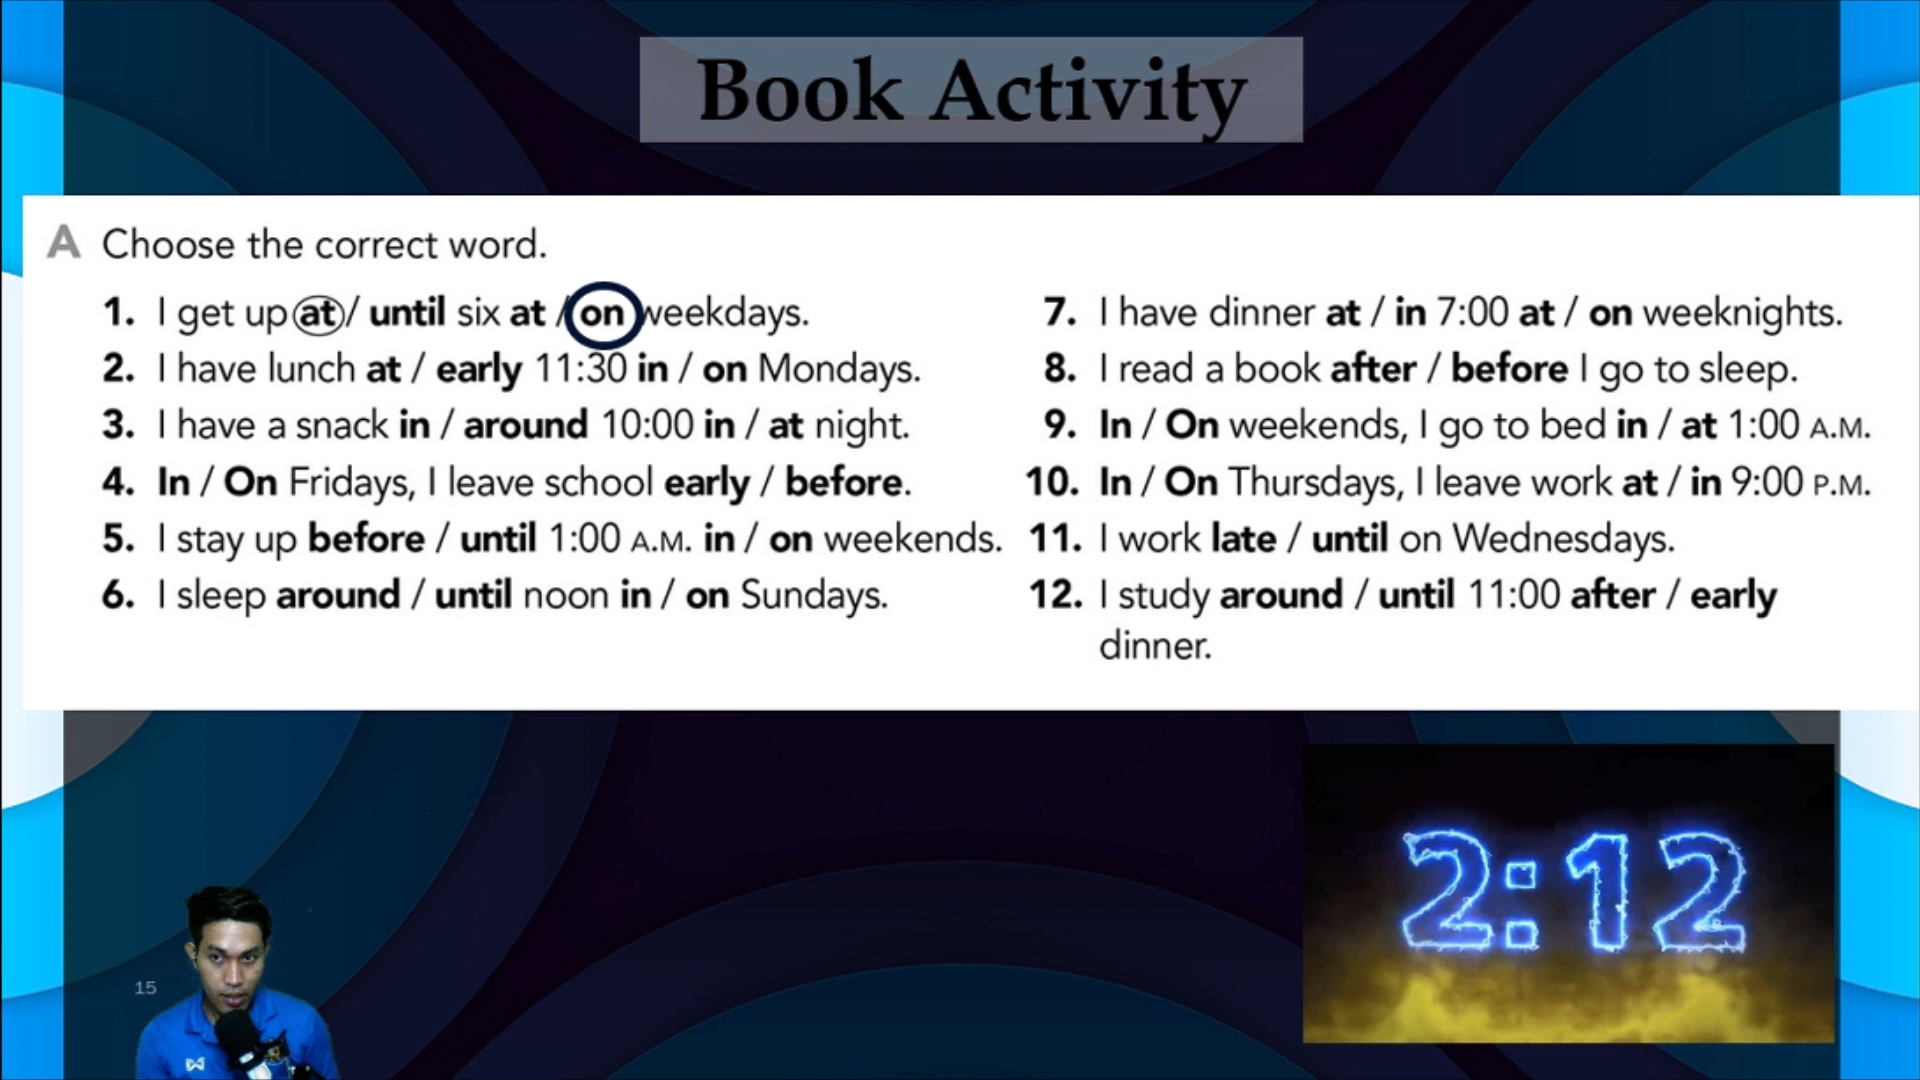 Book Activity
A Choose the correct word.
1. I get up at / until six at / on weekdays.
2. I have lunch at / early 11:30 in / on Mondays.
3. I have a snack in / around 10:00 in / at night.
4. In / On Fridays, I leave school early / before.
5. I stay up before / until 1:00 A.M. in / on weekends.
6. I sleep around / until noon in / on Sundays.
7. I have dinner at / in 7:00 at / on weeknights.
8. I read a book after / before I go to sleep.
9. In / On weekends, I go to bed in / at 1:00 A.M.
10. In / On Thursdays, I leave work at / in 9:00 P.M.
11. I work late / until on Wednesdays.
12. I study around / until 11:00 after / early
dinner.
2:12
15